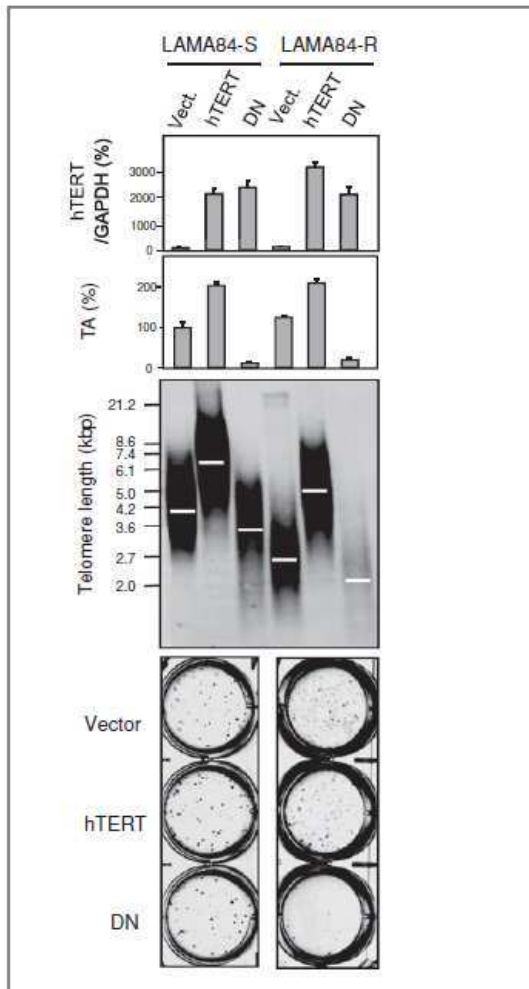 LAMA84-S LAMA84-R
Vect. hTERT DN Vect. hTERT DN
hTERT
/GAPDH (%)
3000
2000
1000
0
TA (%)
200
100
0
Telomere length (kbp)
21.2
8.6
7.4
6.1
5.0
4.2
3.6
2.7
2.0
Vector
hTERT
DN